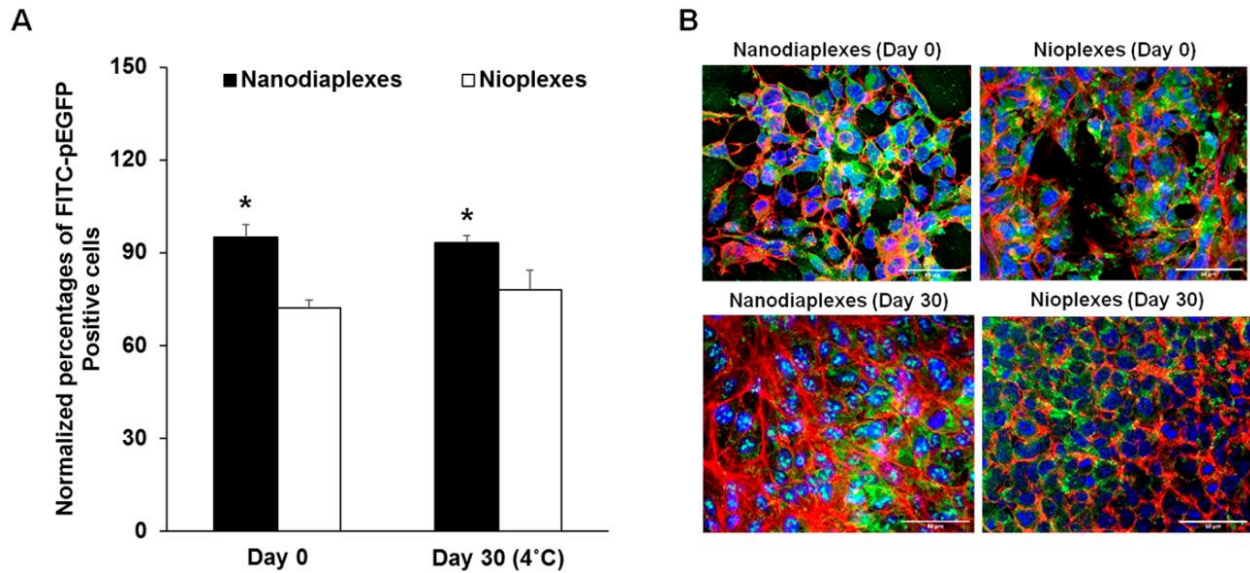 A
Normalized percentages of FITC-pEGFP
Positive cells
150
120
90
60
30
0
Nanodiaplexes
Nioplexes
*
*
Day 0
Day 30 (4˚C)
B
Nanodiaplexes (Day 0)
Nioplexes (Day 0)
Nanodiaplexes (Day 30)
Nioplexes (Day 30)